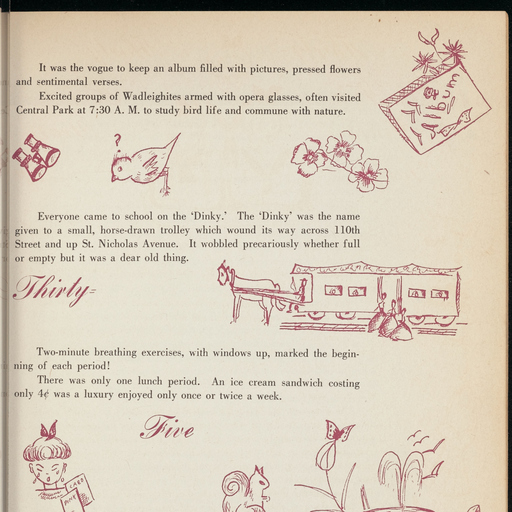 It was the vogue to keep an album filled with pictures, pressed flowers
and sentimental verses.
Excited groups of Wadleighites armed with opera glasses, often visited
Central Park at 7:30 A. M. to study bird life and commune with nature.
Album
?
Everyone came to school on the 'Dinky.' The 'Dinky' was the name
given to a small, horse-drawn trolley which wound its way across 110th
Street and up St. Nicholas Avenue. It wobbled precariously whether full
or empty but it was a dear old thing.
Thirty-
Two-minute breathing exercises, with windows up, marked the begin-
ning of each period!
There was only one lunch period. An ice cream sandwich costing
only 4¢ was a luxury enjoyed only once or twice a week.
Five